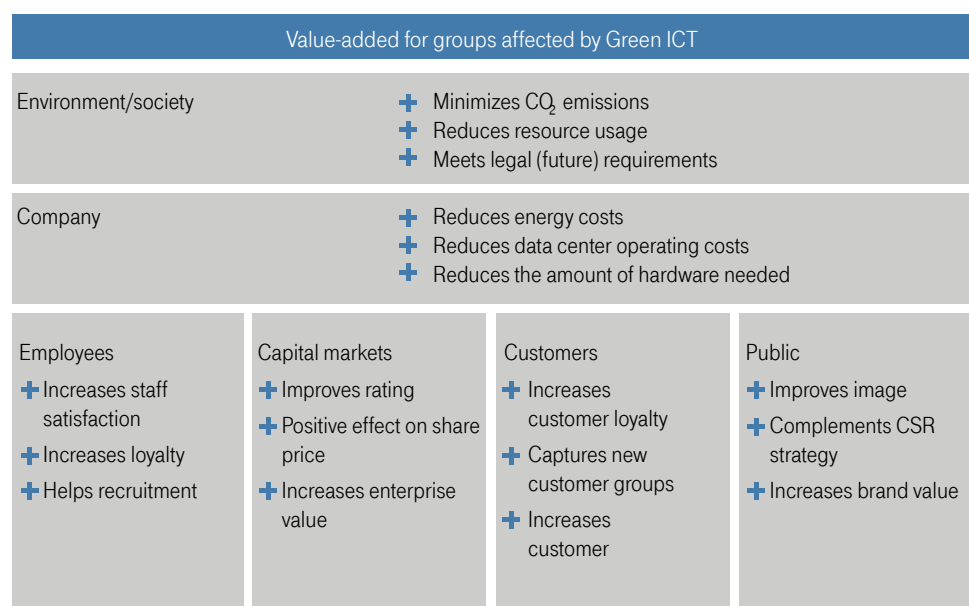 Value-added for groups affected by Green ICT
Environment/society
Minimizes CO₂ emissions
Reduces resource usage
Meets legal (future) requirements
Company
Reduces energy costs
Reduces data center operating costs
Reduces the amount of hardware needed
Employees
Increases staff
satisfaction
Increases loyalty
Helps recruitment
Capital markets
Improves rating
Positive effect on share
price
Increases enterprise
value
Customers
Increases
customer loyalty
Captures new
customer groups
Increases
customer
Public
Improves image
Complements CSR
strategy
Increases brand value